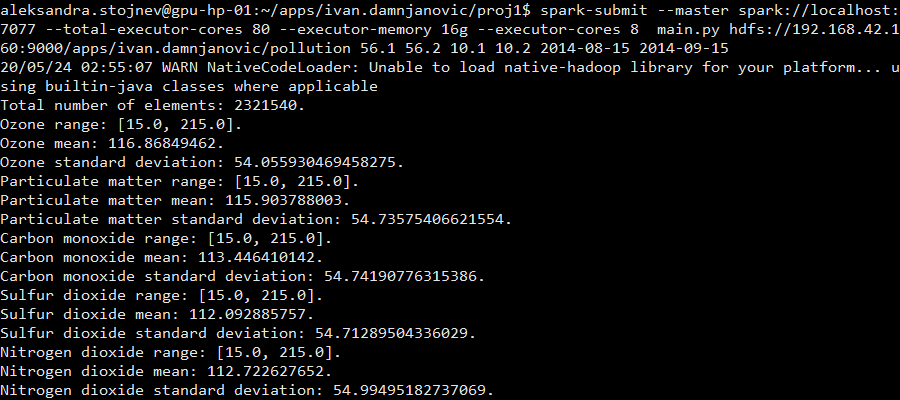 aleksandra.stojnev@gpu-hp-01:~/apps/ivan.damnjanovic/proj1$ spark-submit --master spark://localhost:
7077 --total-executor-cores 80 --executor-memory 16g --executor-cores 8  main.py hdfs://192.168.42.1
60:9000/apps/ivan.damnjanovic/pollution 56.1 56.2 10.1 10.2 2014-08-15 2014-09-15
20/05/24 02:55:07 WARN NativeCodeLoader: Unable to load native-hadoop library for your platform... u
sing builtin-java classes where applicable
Total number of elements: 2321540.
Ozone range: [15.0, 215.0].
Ozone mean: 116.86849462.
Ozone standard deviation: 54.055930469458275.
Particulate matter range: [15.0, 215.0].
Particulate matter mean: 115.903788003.
Particulate matter standard deviation: 54.73575406621554.
Carbon monoxide range: [15.0, 215.0].
Carbon monoxide mean: 113.446410142.
Carbon monoxide standard deviation: 54.74190776315386.
Sulfur dioxide range: [15.0, 215.0].
Sulfur dioxide mean: 112.092885757.
Sulfur dioxide standard deviation: 54.71289504336029.
Nitrogen dioxide range: [15.0, 215.0].
Nitrogen dioxide mean: 112.722627652.
Nitrogen dioxide standard deviation: 54.99495182737069.